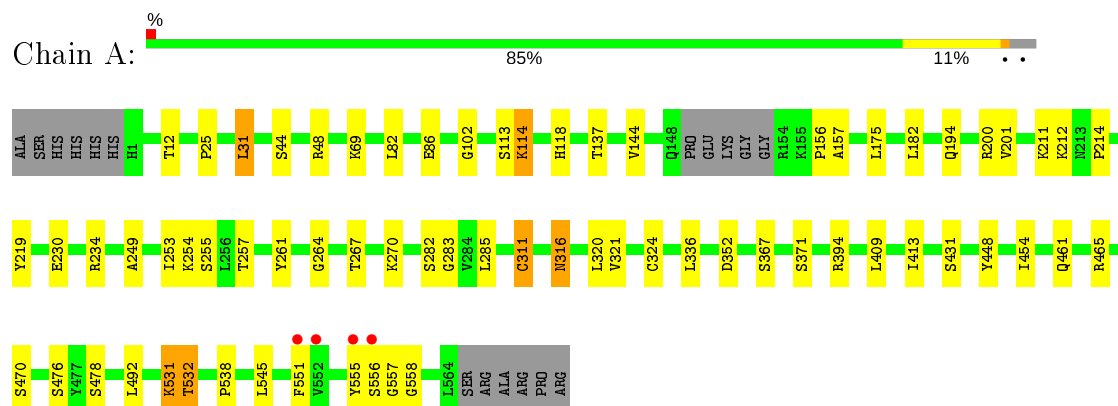 %
Chain A:
85% 11% • •
ALA SER HIS HIS HIS HIS H1 T12 P25 L31 S44 R48 K69 L82 E86 G102 S113 K114 H118 T137 V144 Q148 PRO GLU LYS GLY GLY R154 K155 P156 A157 L175 L182 Q194 R200 V201 K211 K212 N213 P214
Y219 E230 R234 A249 I253 K254 S255 L256 T257 Y261 G264 T267 K270 S282 G283 V284 L285 C311 N316 L320 V321 C324 L336 D352 S367 S371 R394 L409 I413 S431 Y448 I454 Q461 R465
S470 S476 Y477 S478 L492 K531 T532 P538 L545 F551 V552 Y555 S556 G557 G558 L564 SER ARG ALA ARG PRO ARG